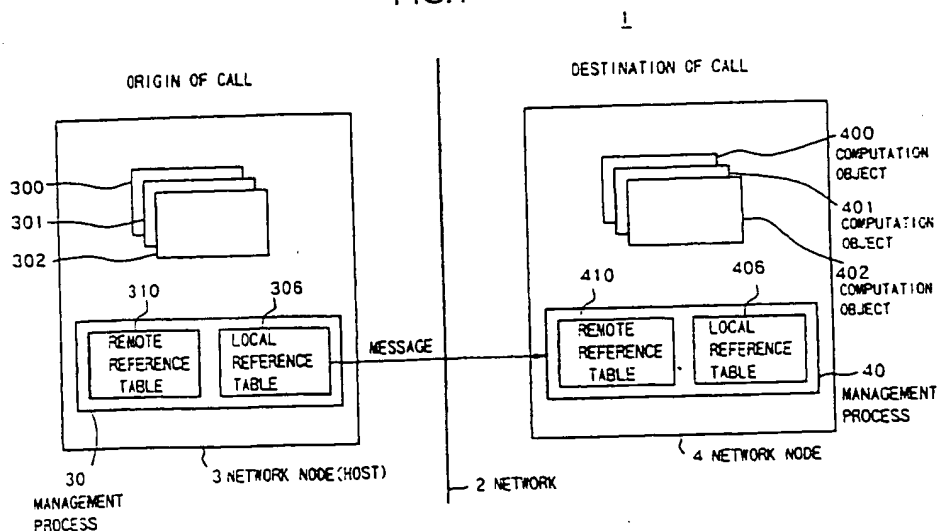 1
ORIGIN OF CALL
DESTINATION OF CALL
300
301
302
310
306
REMOTE
REFERENCE
TABLE
LOCAL
REFERENCE
TABLE
MESSAGE
30
MANAGEMENT
PROCESS
3 NETWORK NODE(HOST)
2 NETWORK
400
COMPUTATION
OBJECT
401
COMPUTATION
OBJECT
402
COMPUTATION
OBJECT
410
406
REMOTE
REFERENCE
TABLE
LOCAL
REFERENCE
TABLE
40
MANAGEMENT
PROCESS
4 NETWORK NODE